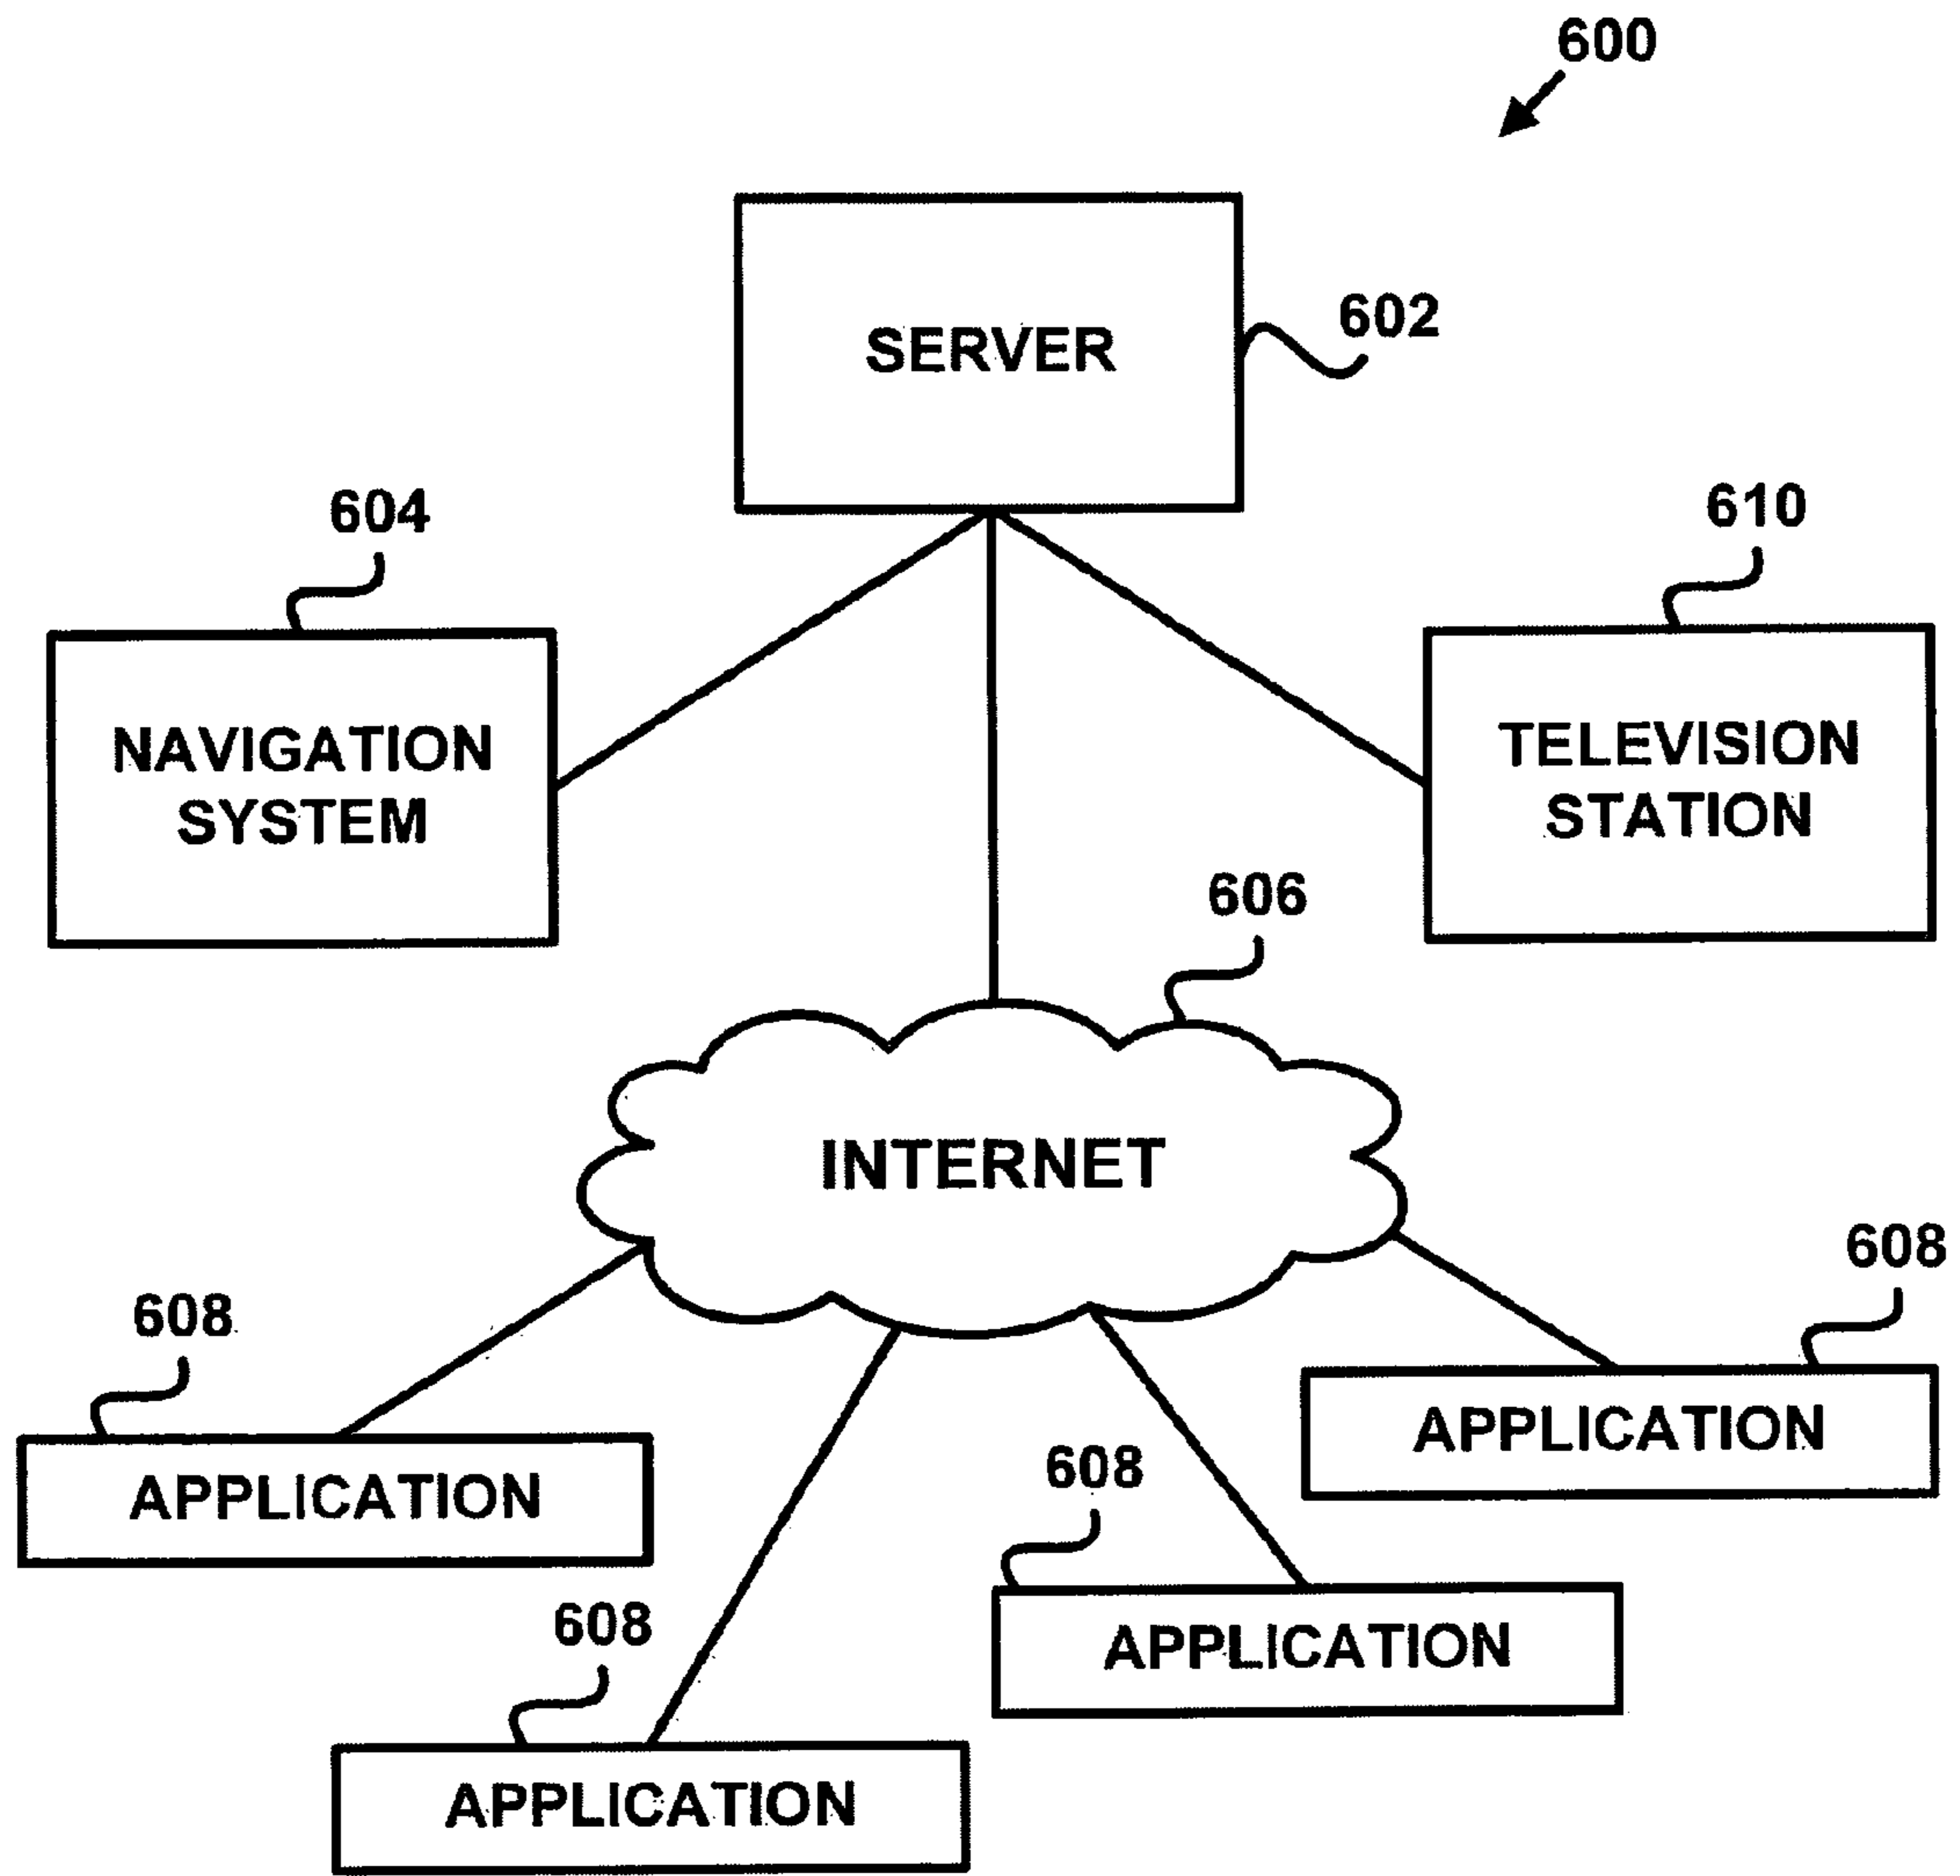 600
SERVER
602
604
610
NAVIGATION
SYSTEM
TELEVISION
STATION
606
INTERNET
608
608
APPLICATION
APPLICATION
608
608
APPLICATION
APPLICATION